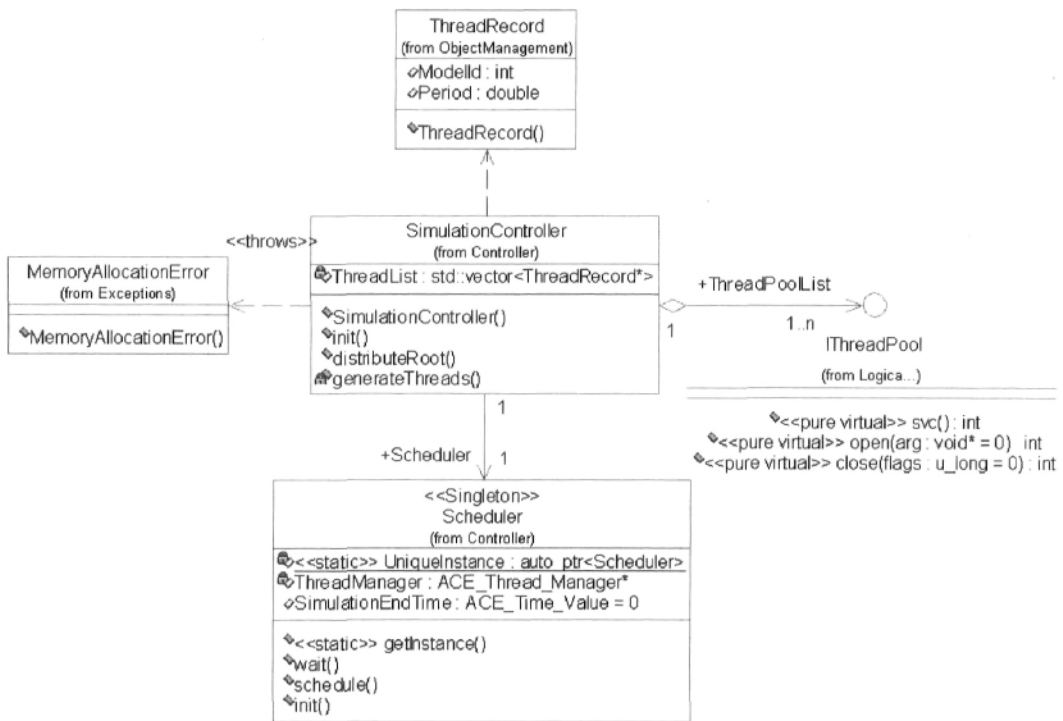 ThreadRecord
(from ObjectManagement)
ModelId : int
Period : double
ThreadRecord()
<<throws>>
SimulationController
(from Controller)
ThreadList : std::vector<ThreadRecord*>
SimulationController()
init()
distributeRoot()
generateThreads()
MemoryAllocationError
(from Exceptions)
MemoryAllocationError()
+ThreadPoolList
1
1..n
IThreadPool
(from Logica...)
<<pure virtual>> svc() : int
<<pure virtual>> open(arg : void* = 0) int
<<pure virtual>> close(flags : u_long = 0) : int
1
+Scheduler
1
<<Singleton>>
Scheduler
(from Controller)
<<static>> UniqueInstance : auto_ptr<Scheduler>
ThreadManager : ACE_Thread_Manager*
SimulationEndTime : ACE_Time_Value = 0
<<static>> getInstance()
wait()
schedule()
init()